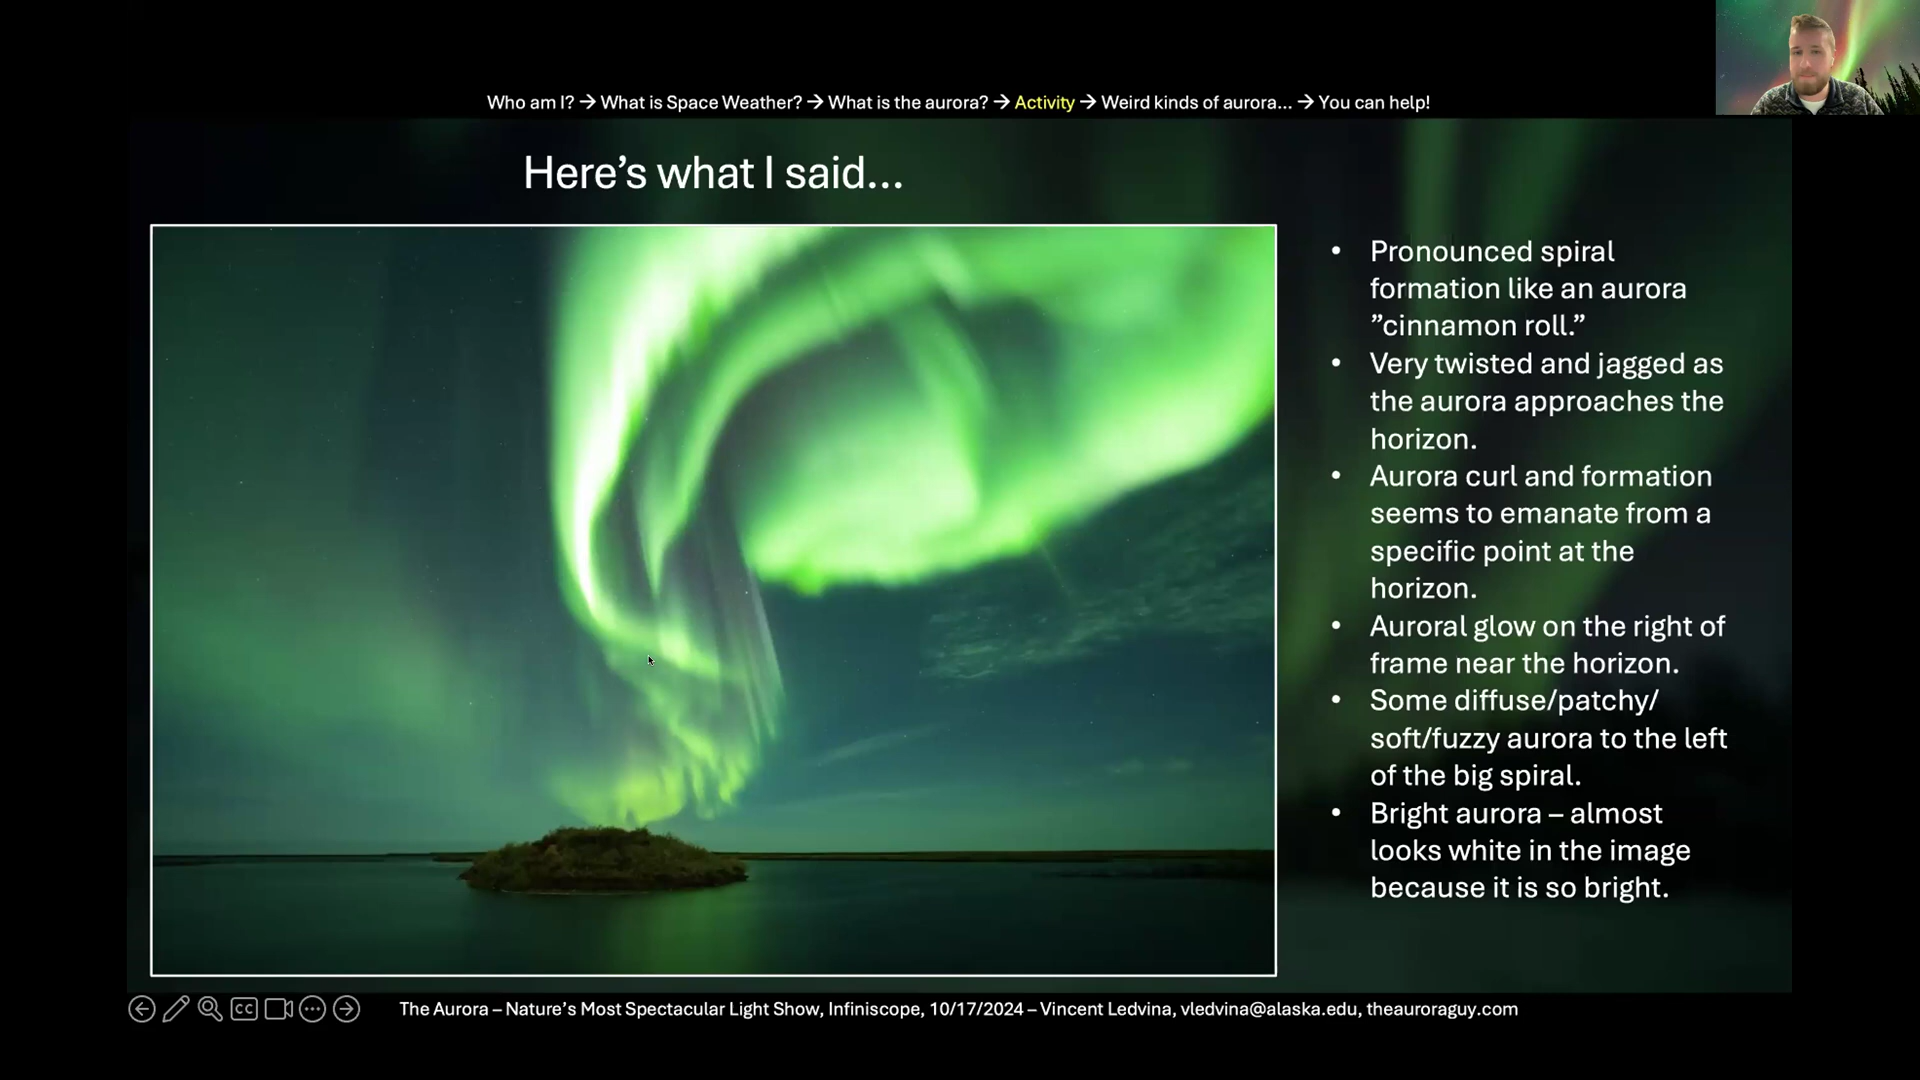 Who am I? → What is Space Weather? → What is the aurora? → Activity → Weird kinds of aurora... → You can help!
Here’s what I said...
• Pronounced spiral
formation like an aurora
”cinnamon roll.”
• Very twisted and jagged as
the aurora approaches the
horizon.
• Aurora curl and formation
seems to emanate from a
specific point at the
horizon.
• Auroral glow on the right of
frame near the horizon.
• Some diffuse/patchy/
soft/fuzzy aurora to the left
of the big spiral.
• Bright aurora – almost
looks white in the image
because it is so bright.
CC
The Aurora – Nature’s Most Spectacular Light Show, Infiniscope, 10/17/2024 – Vincent Ledvina, vledvina@alaska.edu, theauroraguy.com